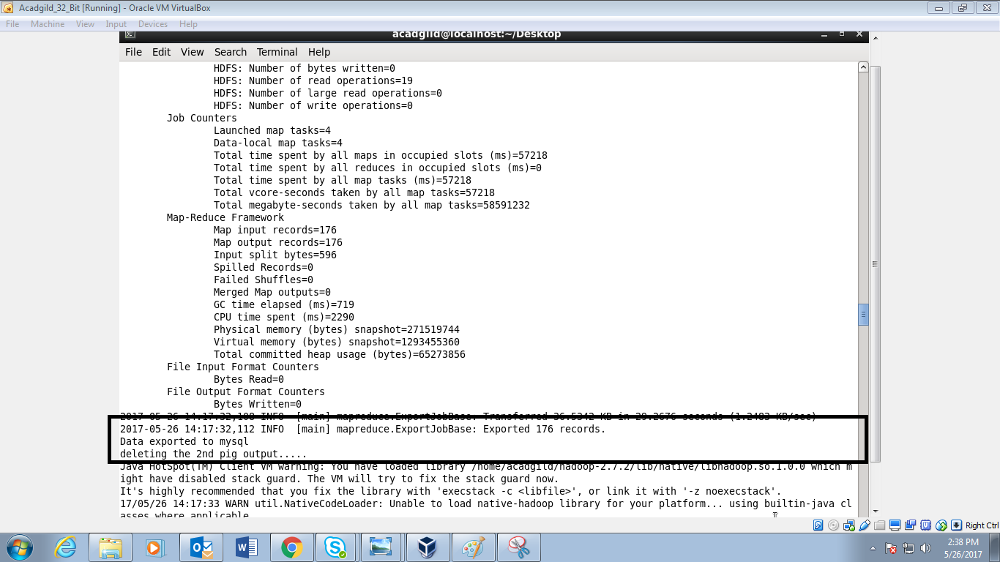 Acadgild_32_Bit [Running] - Oracle VM VirtualBox
File Machine View Input Devices Help
acadgild@localhost:~/Desktop
File Edit View Search Terminal Help
HDFS: Number of bytes written=0
HDFS: Number of read operations=19
HDFS: Number of large read operations=0
HDFS: Number of write operations=0
Job Counters
Launched map tasks=4
Data-local map tasks=4
Total time spent by all maps in occupied slots (ms)=57218
Total time spent by all reduces in occupied slots (ms)=0
Total time spent by all map tasks (ms)=57218
Total vcore-seconds taken by all map tasks=57218
Total megabyte-seconds taken by all map tasks=58591232
Map-Reduce Framework
Map input records=176
Map output records=176
Input split bytes=596
Spilled Records=0
Failed Shuffles=0
Merged Map outputs=0
GC time elapsed (ms)=719
CPU time spent (ms)=2290
Physical memory (bytes) snapshot=271519744
Virtual memory (bytes) snapshot=1293455360
Total committed heap usage (bytes)=65273856
File Input Format Counters
Bytes Read=0
File Output Format Counters
Bytes Written=0
2017-05-26 14:17:32,108 INFO [main] mapreduce.ExportJobBase: Transferred 36.5342 KB in 29.2676 seconds (1.2483 KB/sec)
2017-05-26 14:17:32,112 INFO [main] mapreduce.ExportJobBase: Exported 176 records.
Data exported to mysql
deleting the 2nd pig output.....
Java HotSpot(TM) Client VM warning: You have loaded library /home/acadgild/hadoop-2.7.2/lib/native/libhadoop.so.1.0.0 which m
ight have disabled stack guard. The VM will try to fix the stack guard now.
It's highly recommended that you fix the library with 'execstack -c <libfile>', or link it with '-z noexecstack'.
17/05/26 14:17:33 WARN util.NativeCodeLoader: Unable to load native-hadoop library for your platform... using builtin-java cl
asses where applicable
Right Ctrl
2:38 PM
5/26/2017